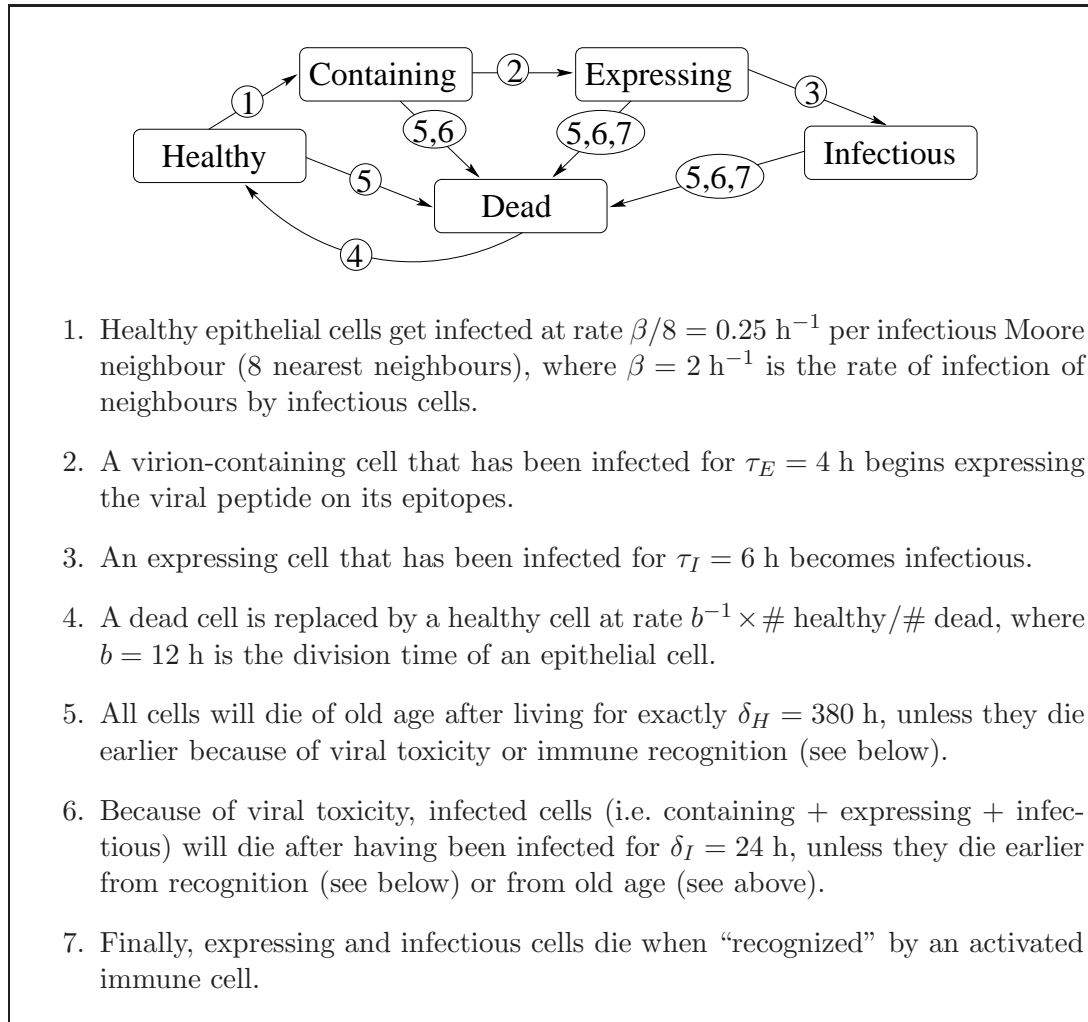 Containing
2
Expressing
3
1
5,6
5,6,7
Healthy
Infectious
5
5,6,7
Dead
4
1. Healthy epithelial cells get infected at rate β/8 = 0.25 h⁻¹ per infectious Moore
neighbour (8 nearest neighbours), where β = 2 h⁻¹ is the rate of infection of
neighbours by infectious cells.
2. A virion-containing cell that has been infected for τ_E = 4 h begins expressing
the viral peptide on its epitopes.
3. An expressing cell that has been infected for τ_I = 6 h becomes infectious.
4. A dead cell is replaced by a healthy cell at rate b⁻¹ × # healthy/# dead, where
b = 12 h is the division time of an epithelial cell.
5. All cells will die of old age after living for exactly δ_H = 380 h, unless they die
earlier because of viral toxicity or immune recognition (see below).
6. Because of viral toxicity, infected cells (i.e. containing + expressing + infec-
tious) will die after having been infected for δ_I = 24 h, unless they die earlier
from recognition (see below) or from old age (see above).
7. Finally, expressing and infectious cells die when “recognized” by an activated
immune cell.